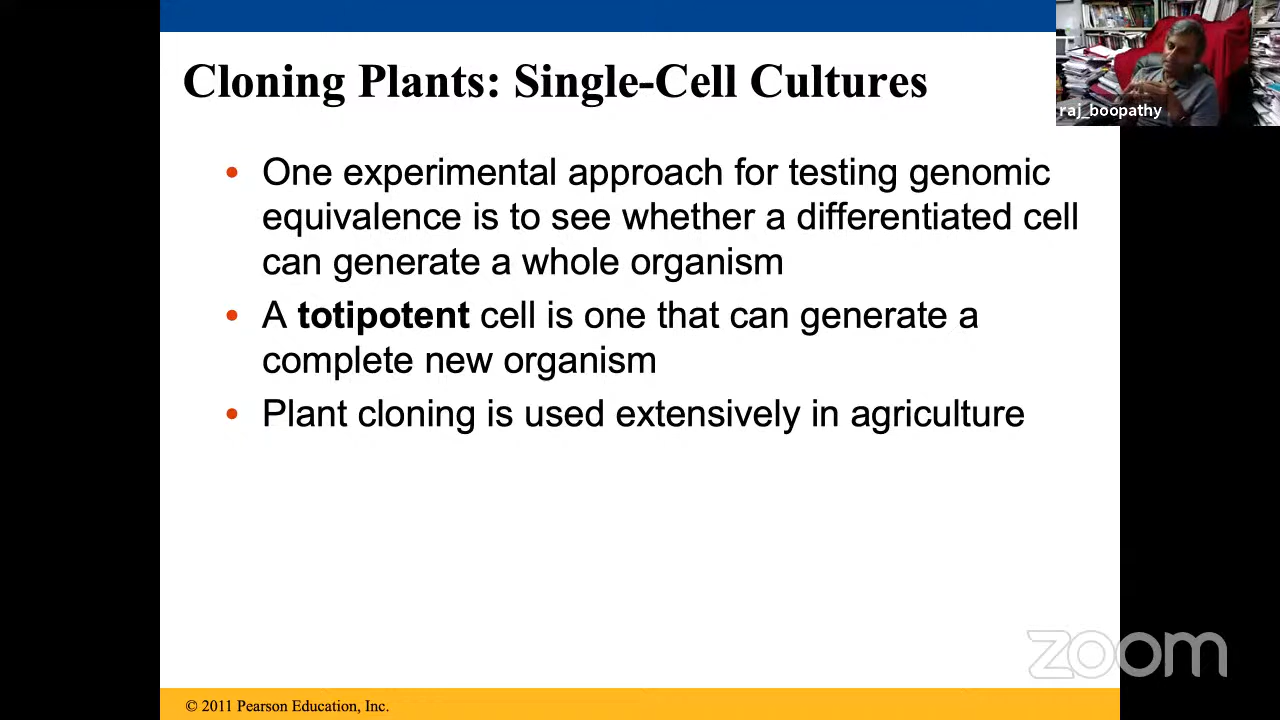 Cloning Plants: Single-Cell Cultures
raj_boopathy
• One experimental approach for testing genomic
equivalence is to see whether a differentiated cell
can generate a whole organism
• A totipotent cell is one that can generate a
complete new organism
• Plant cloning is used extensively in agriculture
zoom
© 2011 Pearson Education, Inc.